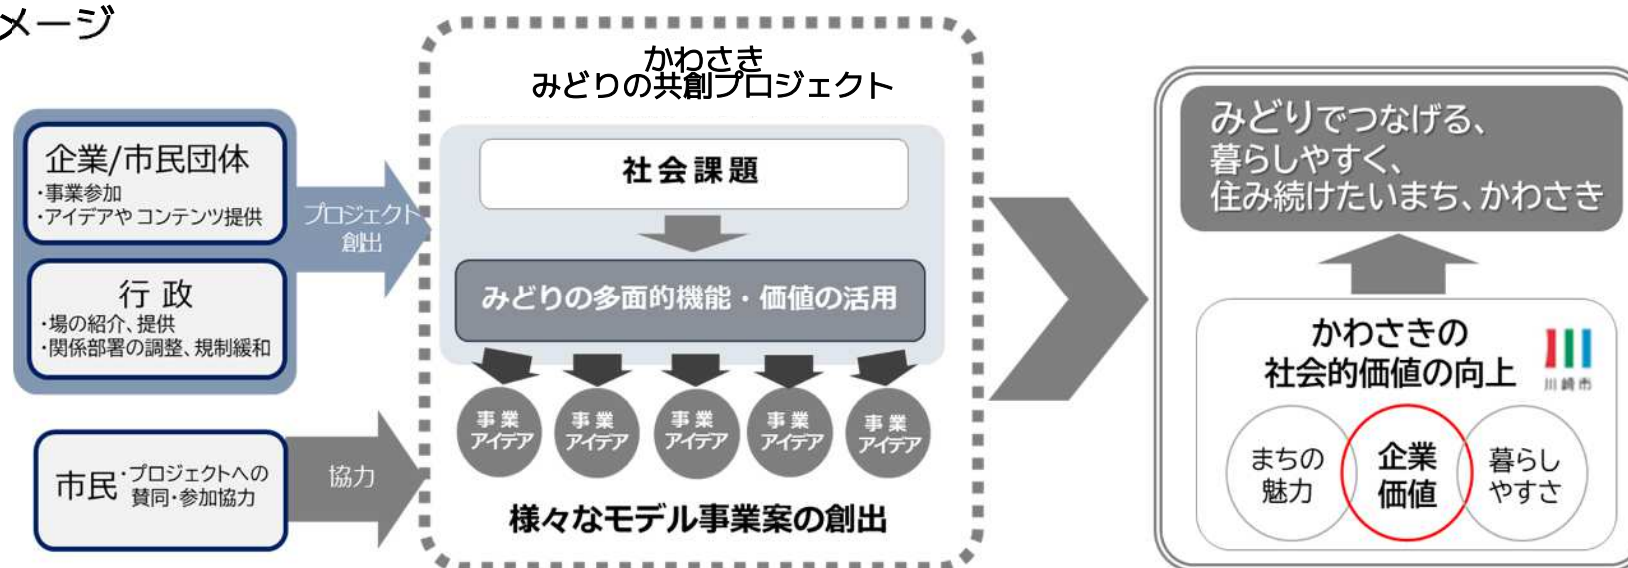 メージ
企業/市民団体
・事業参加
・アイデアや コンテンツ提供
行 政
・場の紹介、提供
・関係部署の調整、規制緩和
プロジェクト
創出
市民
・プロジェクトへの
賛同・参加協力
協力
かわさき
みどりの共創プロジェクト
社会課題
みどりの多面的機能・価値の活用
事業
アイデア
事業
アイデア
事業
アイデア
事業
アイデア
事業
アイデア
様々なモデル事業案の創出
みどりでつなげる、
暮らしやすく、
住み続けたいまち、かわさき
かわさきの
社会的価値の向上
川崎市
まちの
魅力
企業
価値
暮らし
やすさ